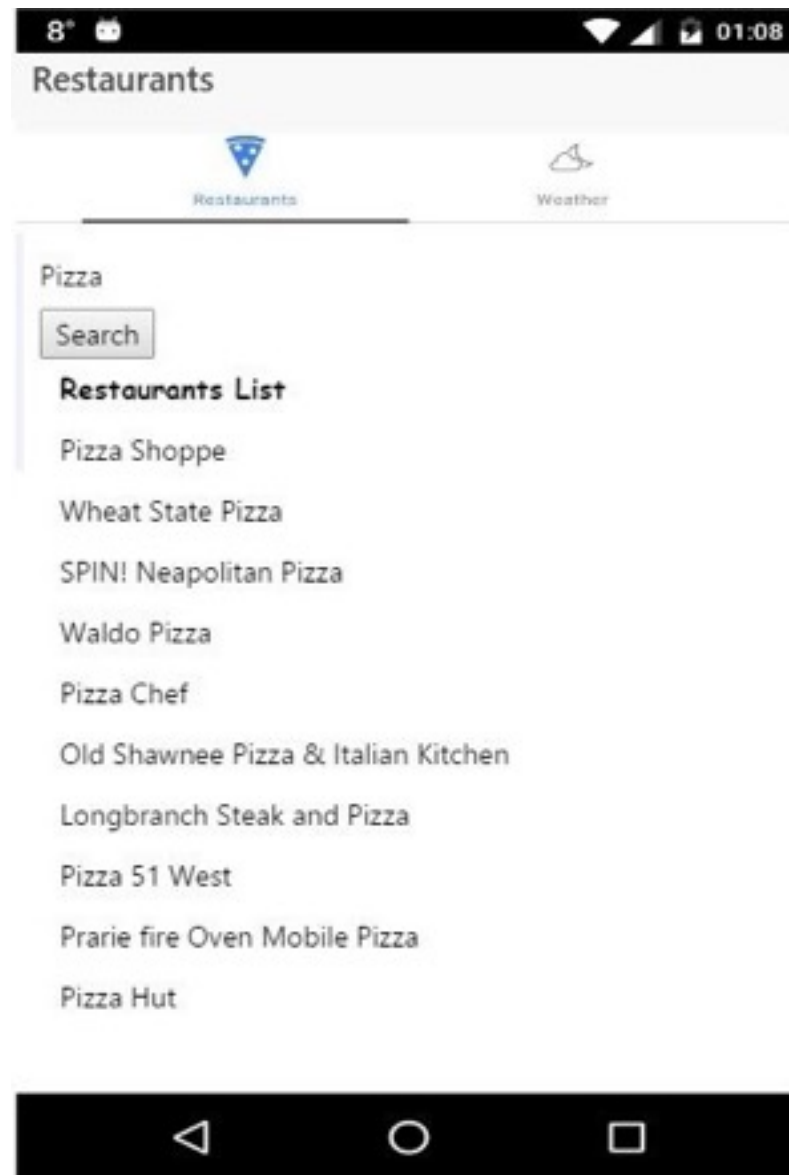 8° 01:08
Restaurants
Restaurants Weather
Pizza
Search
Restaurants List
Pizza Shoppe
Wheat State Pizza
SPIN! Neapolitan Pizza
Waldo Pizza
Pizza Chef
Old Shawnee Pizza & Italian Kitchen
Longbranch Steak and Pizza
Pizza 51 West
Prarie fire Oven Mobile Pizza
Pizza Hut